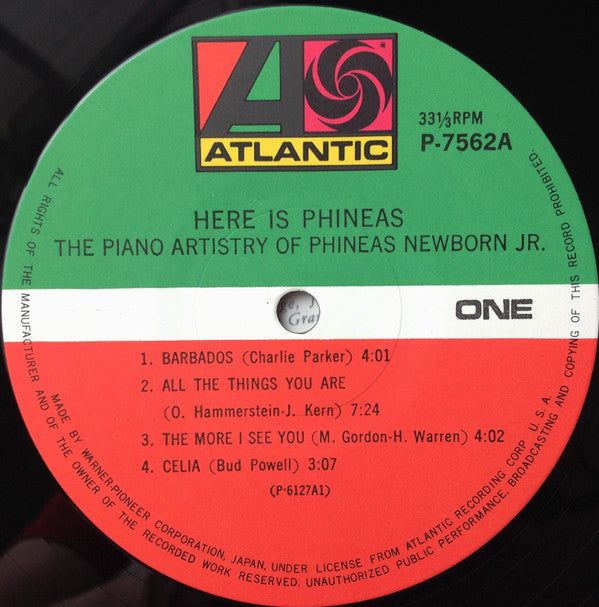 ATLANTIC
33⅓RPM
P-7562A
HERE IS PHINEAS
THE PIANO ARTISTRY OF PHINEAS NEWBORN JR.
ONE
Gra
1. BARBADOS (Charlie Parker) 4:01
2. ALL THE THINGS YOU ARE
(O. Hammerstein-J. Kern) 7:24
3. THE MORE I SEE YOU (M. Gordon-H. Warren) 4:02
4. CELIA (Bud Powell) 3:07
(P-6127A1)
MADE BY WARNER-PIONEER CORPORATION, JAPAN, UNDER LICENSE FROM ATLANTIC RECORDING CORP. U.S.A.
ALL RIGHTS OF THE MANUFACTURER AND OF THE OWNER OF THE RECORDED WORK RESERVED. UNAUTHORIZED PUBLIC PERFORMANCE, BROADCASTING AND COPYING OF THIS RECORD PROHIBITED.